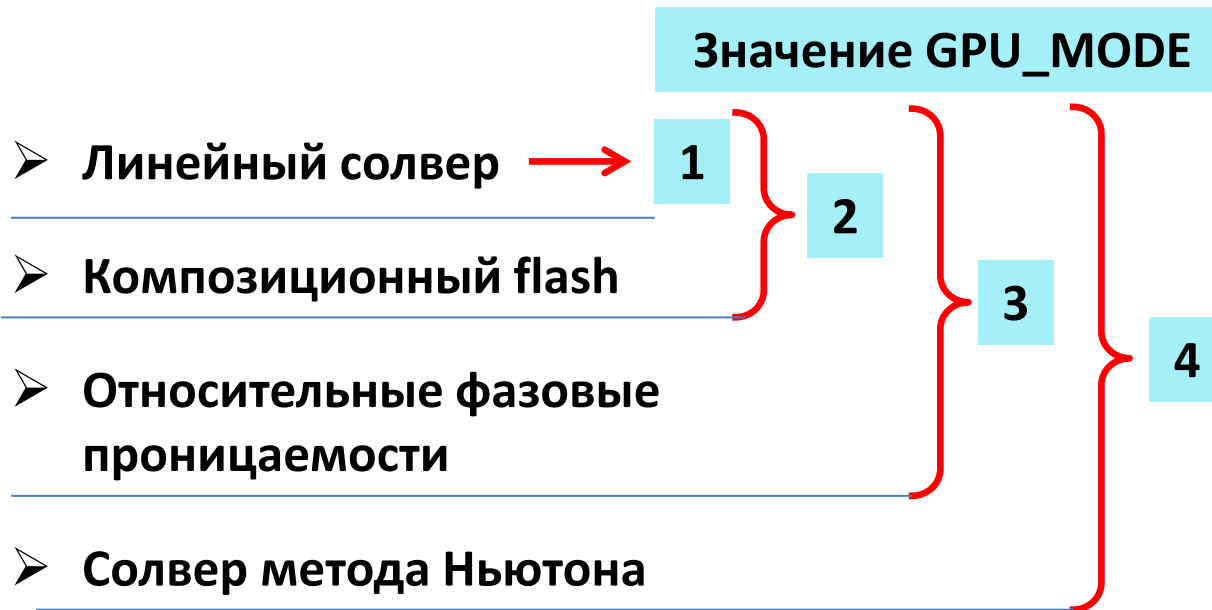 Значение GPU_MODE
➢ Линейный солвер → 1
2
➢ Композиционный flash
3
➢ Относительные фазовые
4
проницаемости
➢ Солвер метода Ньютона